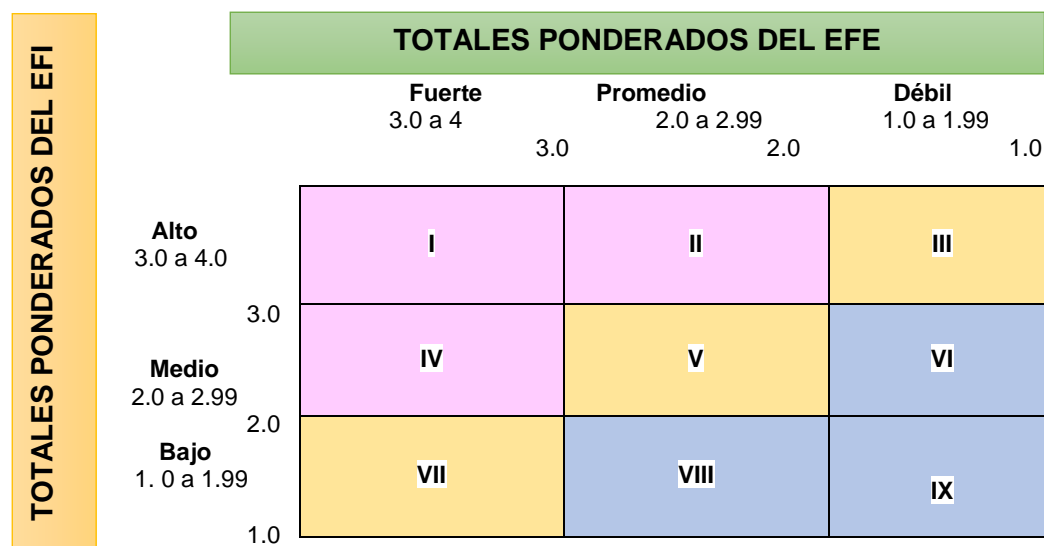 TOTALES PONDERADOS DEL EFI
TOTALES PONDERADOS DEL EFE
Fuerte
3.0 a 4
Promedio
2.0 a 2.99
Débil
1.0 a 1.99
3.0
2.0
1.0
Alto
3.0 a 4.0
I
II
III
3.0
Medio
2.0 a 2.99
IV
V
VI
2.0
Bajo
1. 0 a 1.99
VII
VIII
IX
1.0